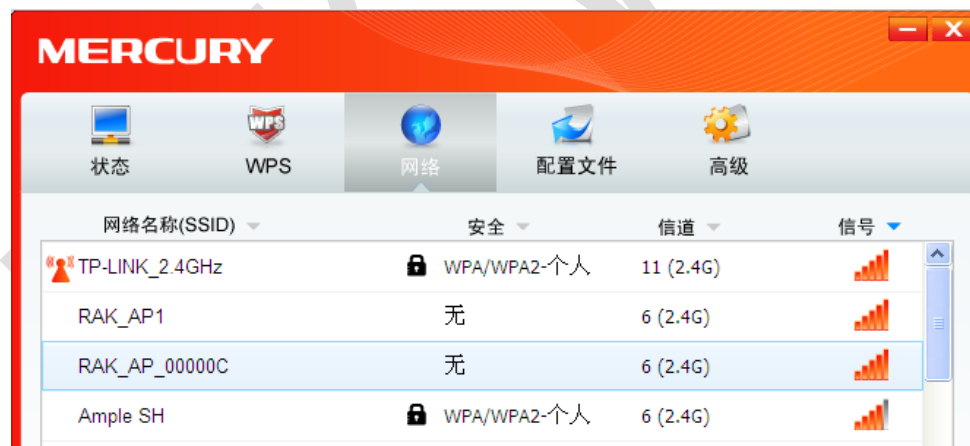 MERCURY
状态 WPS 网络 配置文件 高级
网络名称(SSID) 安全 信道 信号
TP-LINK_2.4GHz WPA/WPA2-个人 11 (2.4G)
RAK_AP1 无 6 (2.4G)
RAK_AP_00000C 无 6 (2.4G)
Ample SH WPA/WPA2-个人 6 (2.4G)